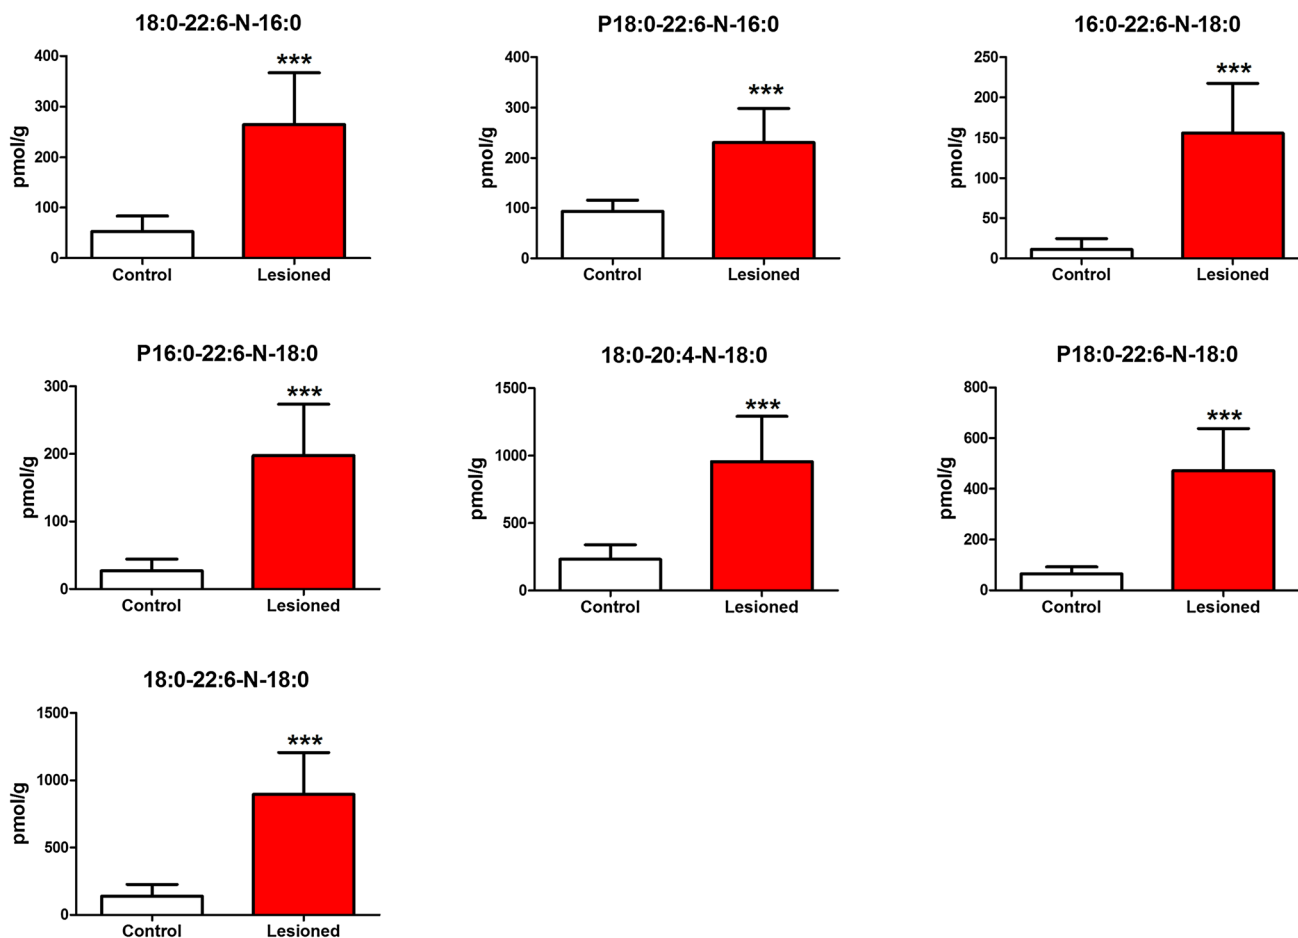 18:0-22:6-N-16:0
400
300
200
100
0
pmol/g
***
Control
Lesioned
P18:0-22:6-N-16:0
400
300
200
100
0
pmol/g
***
Control
Lesioned
16:0-22:6-N-18:0
250
200
150
100
50
0
pmol/g
***
Control
Lesioned
P16:0-22:6-N-18:0
300
200
100
0
pmol/g
***
Control
Lesioned
18:0-20:4-N-18:0
1500
1000
500
0
pmol/g
***
Control
Lesioned
P18:0-22:6-N-18:0
800
600
400
200
0
pmol/g
***
Control
Lesioned
18:0-22:6-N-18:0
1500
1000
500
0
pmol/g
***
Control
Lesioned